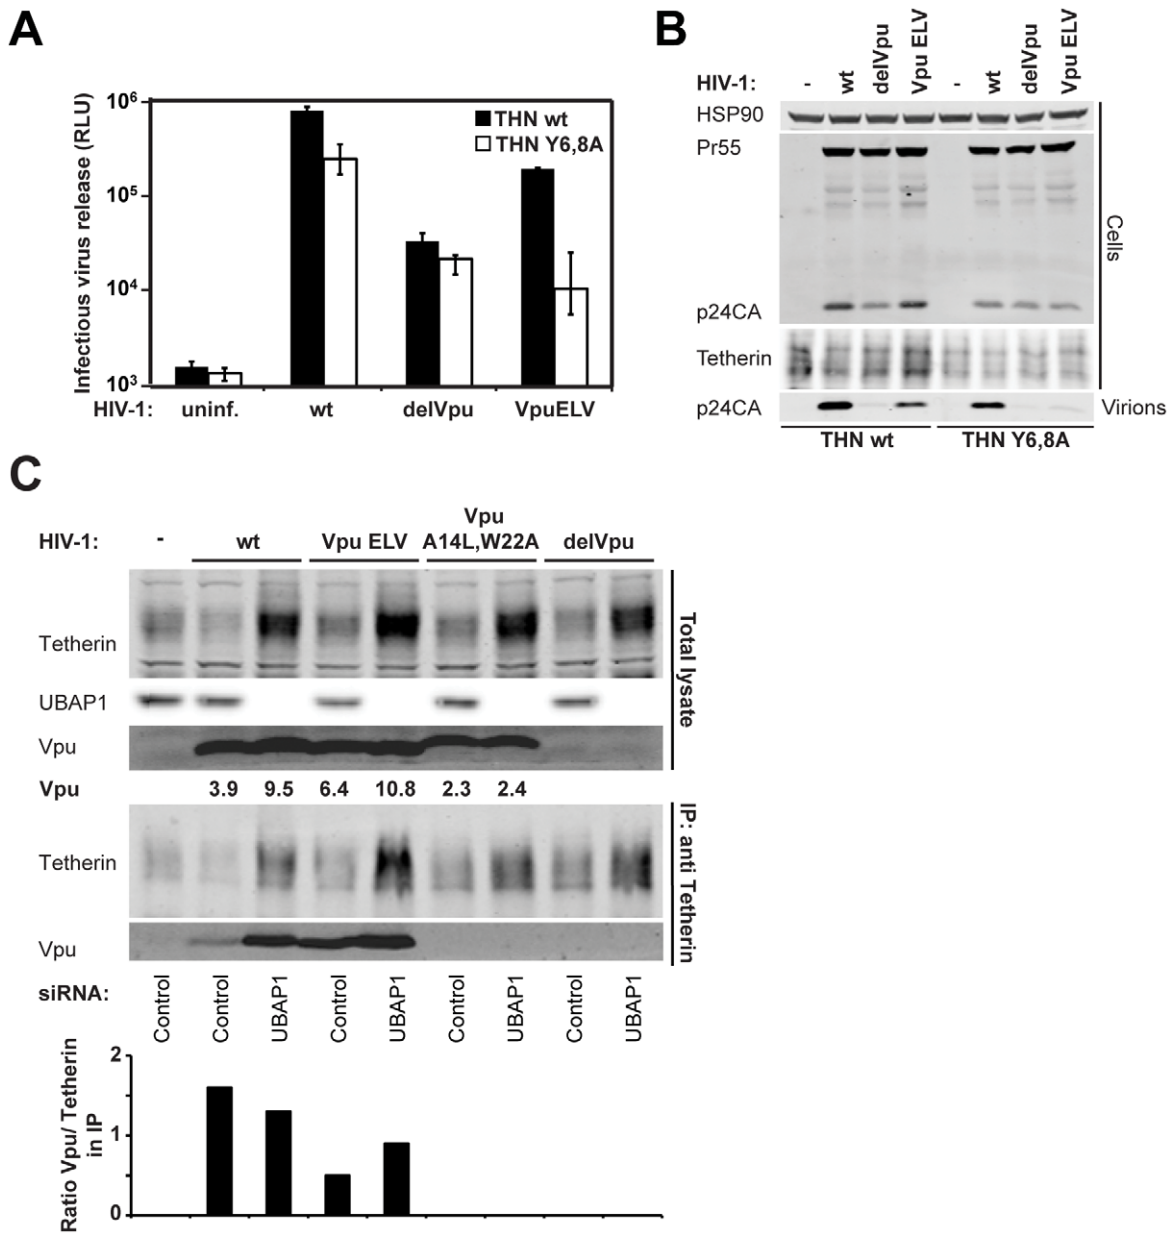 A
Infectious virus release (RLU)
10⁶
10⁵
10⁴
10³
THN wt
THN Y6,8A
HIV-1: uninf. wt delVpu VpuELV
B
HIV-1: - wt delVpu Vpu ELV - wt delVpu Vpu ELV
HSP90
Pr55
p24CA
Tetherin
Cells
p24CA Virions
THN wt THN Y6,8A
C
HIV-1: - wt Vpu ELV Vpu A14L,W22A delVpu
Tetherin
UBAP1
Vpu
Total lysate
Vpu 3.9 9.5 6.4 10.8 2.3 2.4
Tetherin
Vpu
IP: anti Tetherin
siRNA: Control Control UBAP1 Control UBAP1 Control UBAP1 Control UBAP1
Ratio Vpu/ Tetherin
in IP
2
1
0